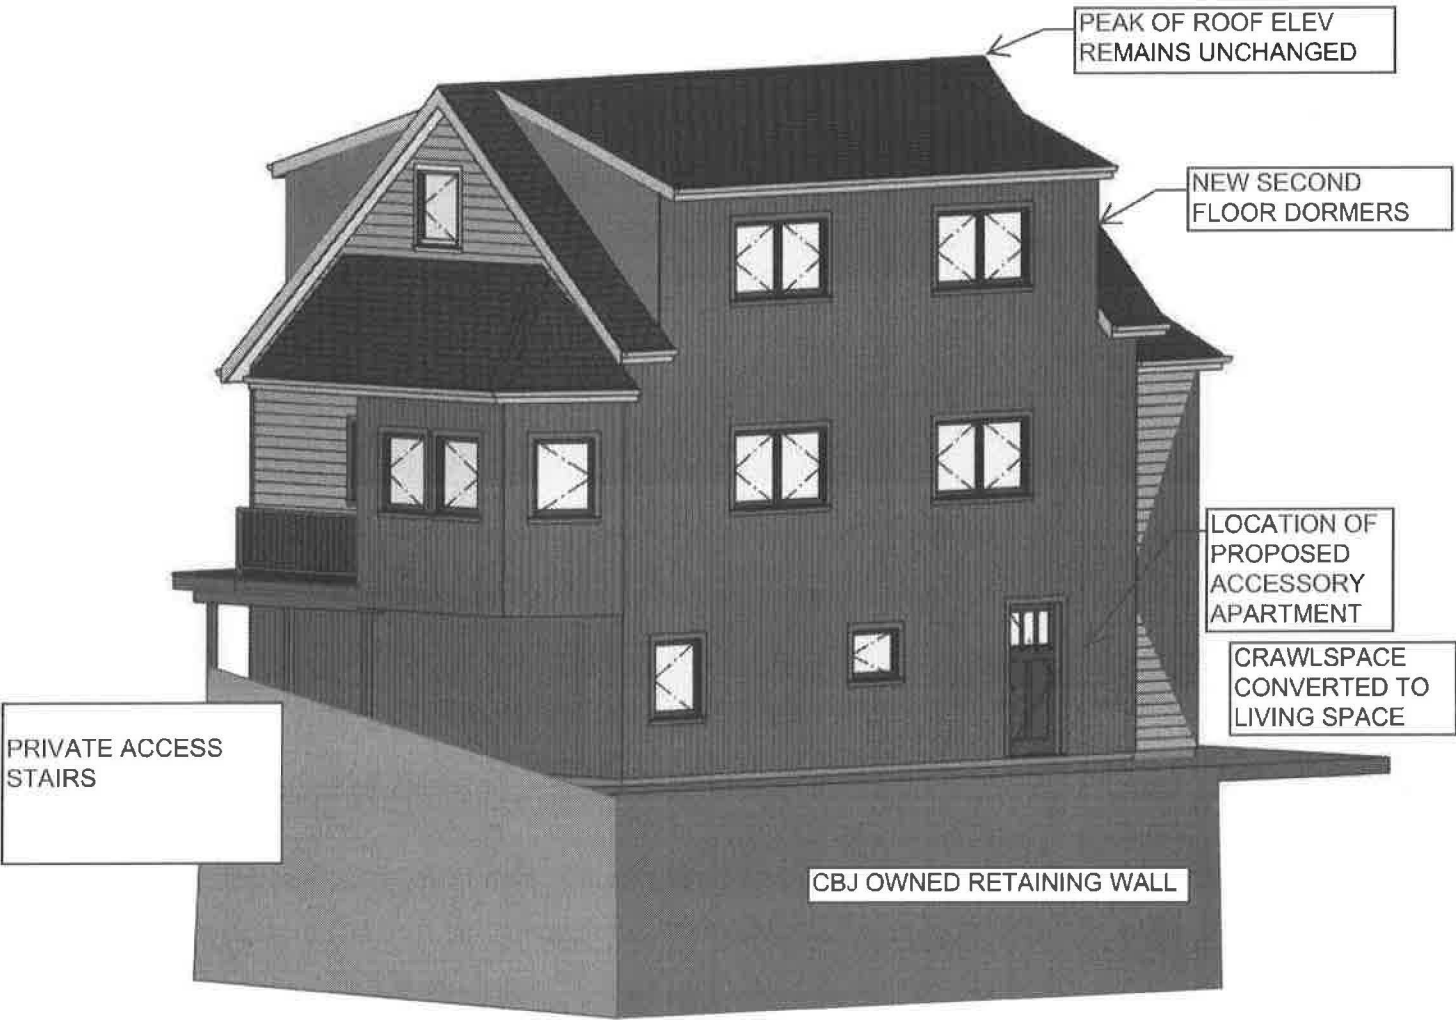 PEAK OF ROOF ELEV
REMAINS UNCHANGED
NEW SECOND
FLOOR DORMERS
LOCATION OF
PROPOSED
ACCESSORY
APARTMENT
CRAWLSPACE
CONVERTED TO
LIVING SPACE
PRIVATE ACCESS
STAIRS
CBJ OWNED RETAINING WALL